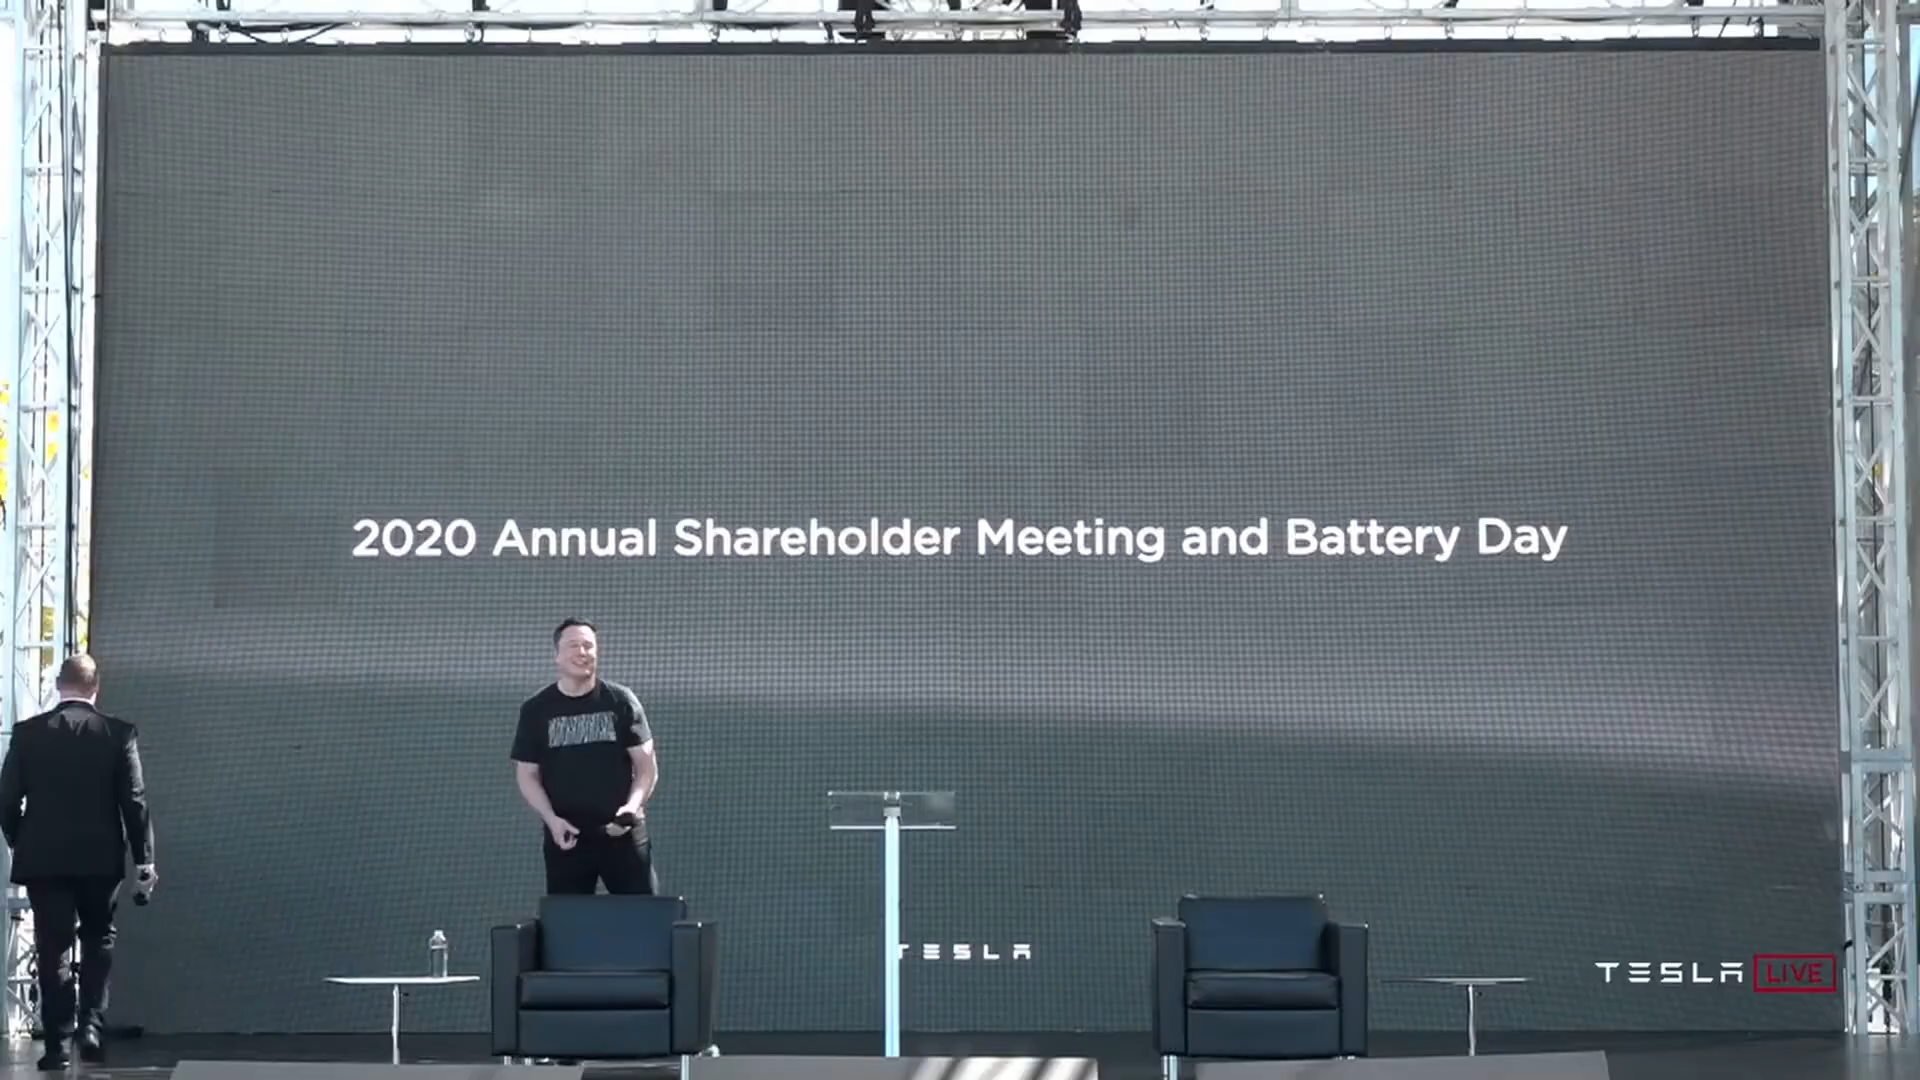 2020 Annual Shareholder Meeting and Battery Day
TESLA
TESLA LIVE